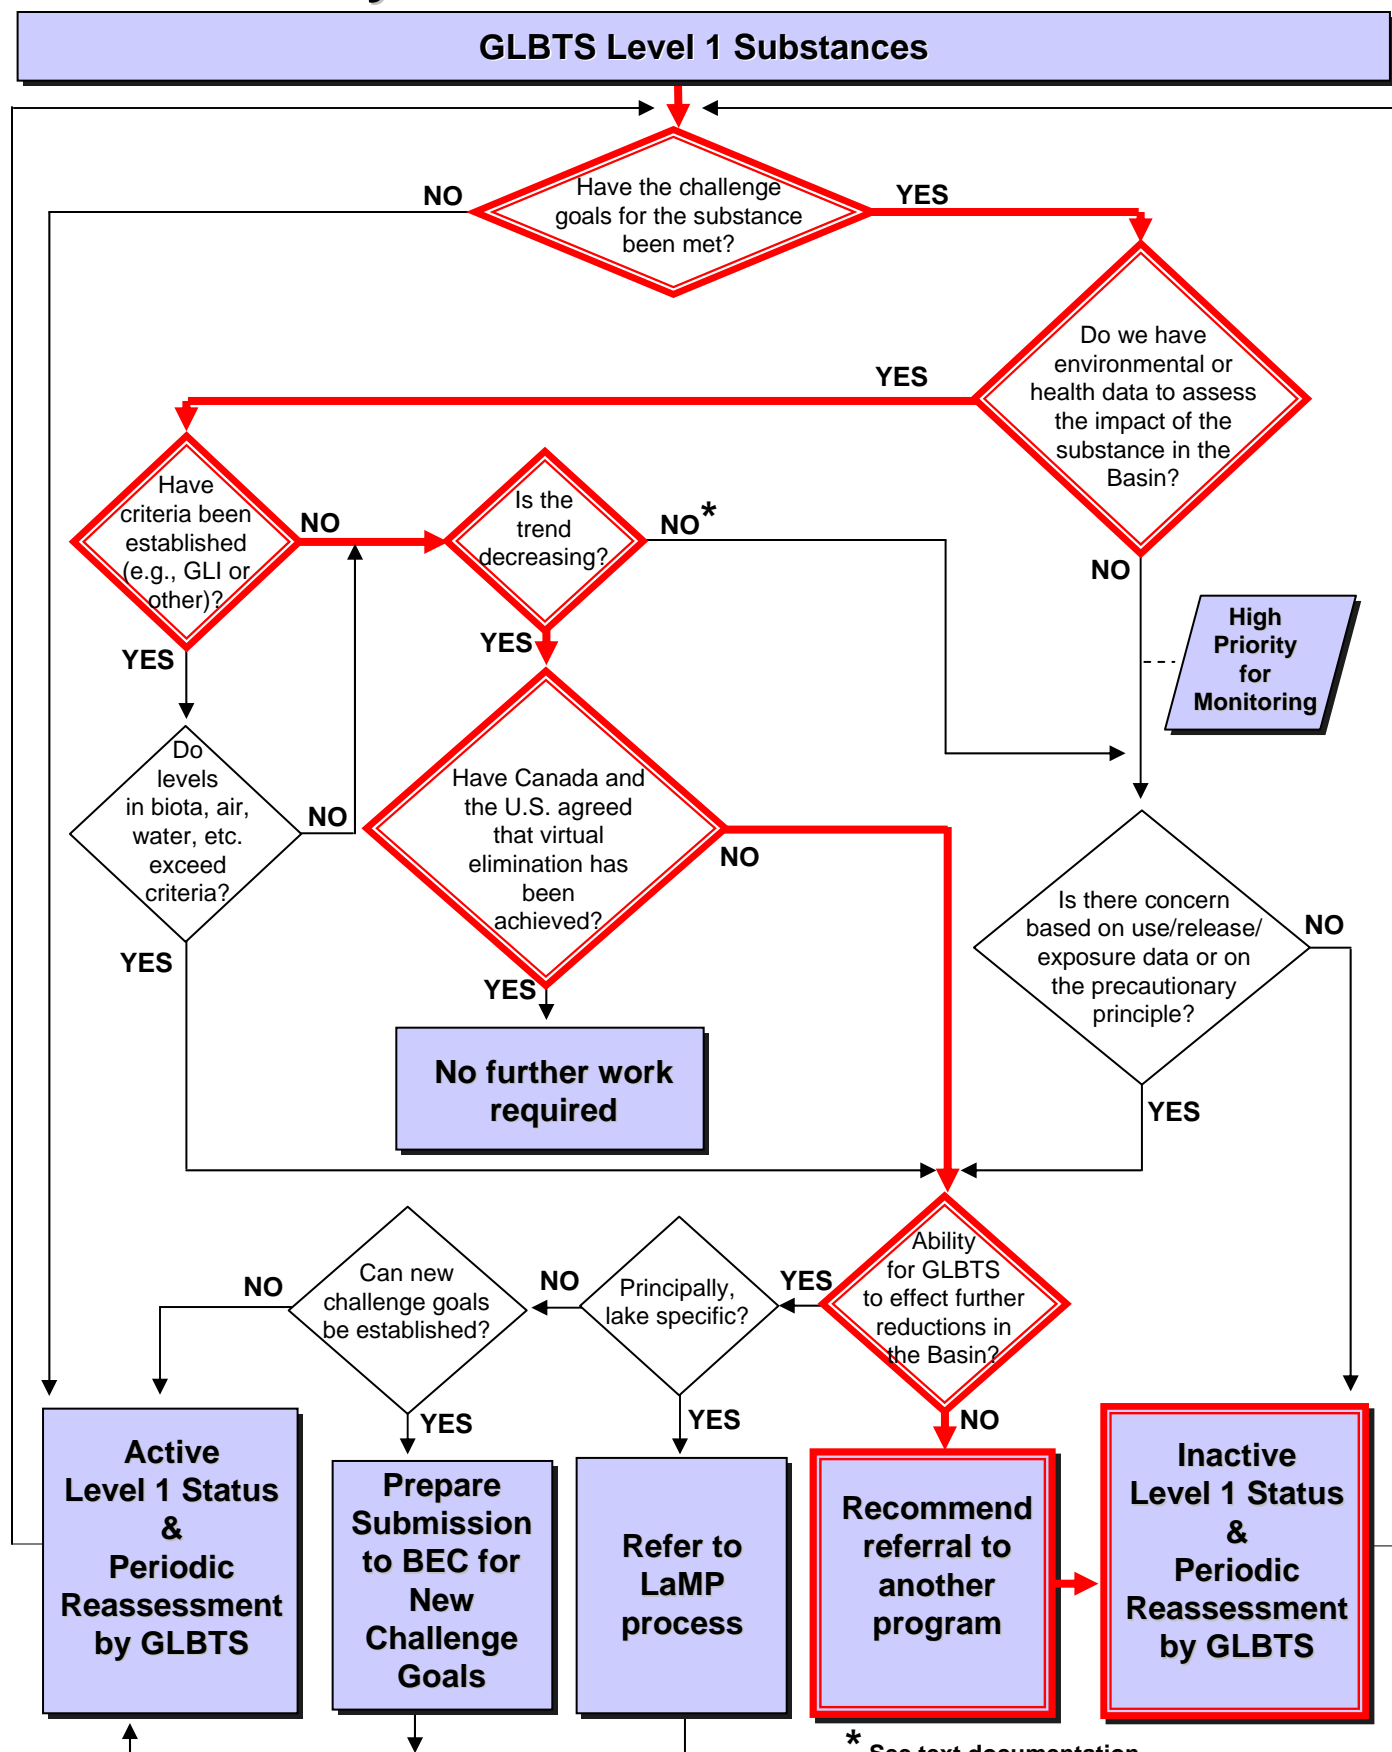 GLBTS Level 1 Substances
NO
Have the challenge
goals for the substance
been met?
YES
Do we have
environmental or
health data to assess
the impact of the
substance in the
Basin?
YES
NO
Have
criteria been
established
(e.g., GLI or
other)?
NO
Is the
trend
decreasing?
NO*
YES
YES
High
Priority
for
Monitoring
Do
levels
in biota, air,
water, etc.
exceed
criteria?
NO
YES
Have Canada and
the U.S. agreed
that virtual
elimination has
been
achieved?
NO
YES
No further work
required
Is there concern
based on use/release/
exposure data or on
the precautionary
principle?
NO
YES
Ability
for GLBTS
to effect further
reductions in
the Basin?
YES
NO
Principally,
lake specific?
NO
YES
Can new
challenge goals
be established?
NO
YES
Active
Level 1 Status
&
Periodic
Reassessment
by GLBTS
Prepare
Submission
to BEC for
New
Challenge
Goals
Refer to
LaMP
process
Recommend
referral to
another
program
Inactive
Level 1 Status
&
Periodic
Reassessment
by GLBTS
* See text documentation